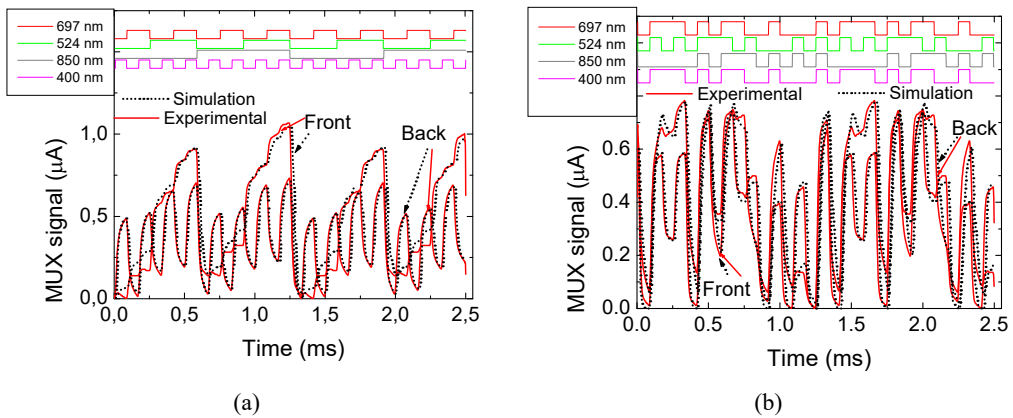 697 nm
524 nm
850 nm
400 nm
Simulation
Experimental
Front
Back
1,0
0,5
0,0
MUX signal (μA)
0,0 0,5 1,0 1,5 2,0 2,5
Time (ms)
(a)
697 nm
524 nm
850 nm
400 nm
Experimental Simulation
Back
Front
0.8
0.6
0.4
0.2
0.0
MUX signal (μA)
0.0 0.5 1.0 1.5 2.0 2.5
Time (ms)
(b)